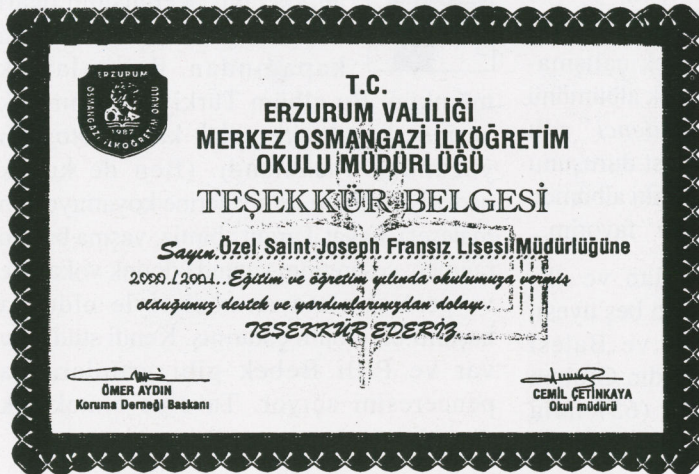 ERZURUM
OSMANGAZİ İLKÖĞRETİM OKULU
1987
T.C.
ERZURUM VALİLİĞİ
MERKEZ OSMANGAZİ İLKÖĞRETİM
OKULU MÜDÜRLÜĞÜ
TEŞEKKÜR BELGESİ
Sayın, Özel Saint Joseph Fransız Lisesi Müdürlüğüne
2000./2001. Eğitim ve öğretim yılında okulumuza vermiş
olduğunuz destek ve yardımlarınızdan dolayı.
TEŞEKKÜR EDERİZ
ÖMER AYDIN
Koruma Derneği Baskanı
CEMİL ÇETİNKAYA
Okul müdürü